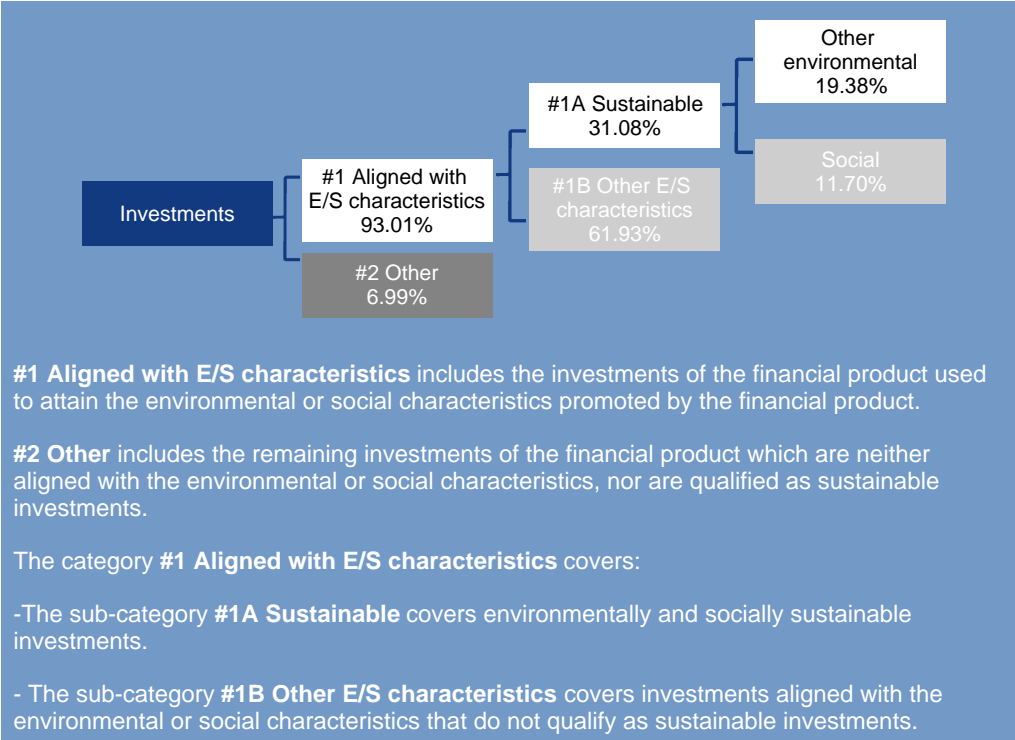 Other
environmental
19.38%
#1A Sustainable
31.08%
Social
11.70%
#1 Aligned with
E/S characteristics
93.01%
#1B Other E/S
characteristics
61.93%
Investments
#2 Other
6.99%
#1 Aligned with E/S characteristics includes the investments of the financial product used
to attain the environmental or social characteristics promoted by the financial product.
#2 Other includes the remaining investments of the financial product which are neither
aligned with the environmental or social characteristics, nor are qualified as sustainable
investments.
The category #1 Aligned with E/S characteristics covers:
-The sub-category #1A Sustainable covers environmentally and socially sustainable
investments.
- The sub-category #1B Other E/S characteristics covers investments aligned with the
environmental or social characteristics that do not qualify as sustainable investments.